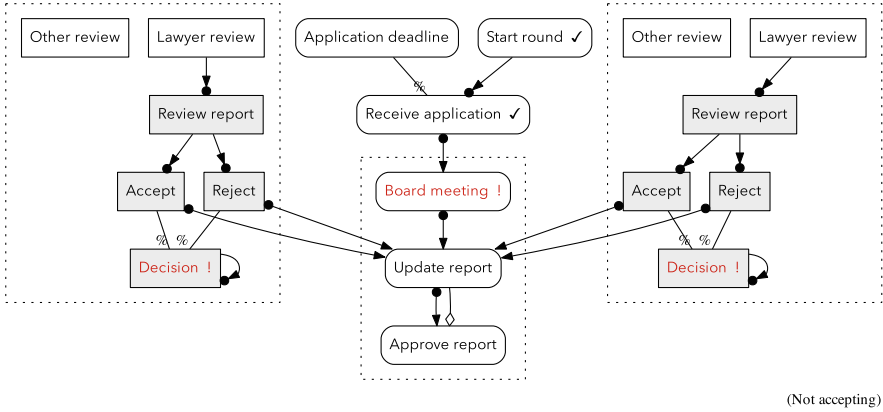 Other review
Lawyer review
Application deadline
Start round ✓
Other review
Lawyer review
%
Review report
Receive application ✓
Review report
Accept
Reject
Board meeting !
Accept
Reject
% %
% %
Decision !
Update report
Decision !
Approve report
(Not accepting)